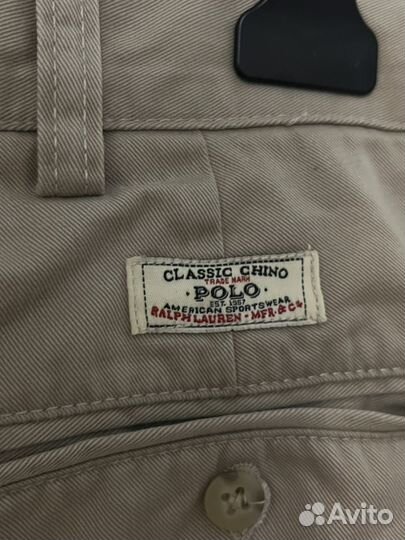 CLASSIC CHINO
TRADE MARK
·POLO·
EST. 1967
AMERICAN SPORTSWEAR
RALPH LAUREN · MFR. & Co.
Avito